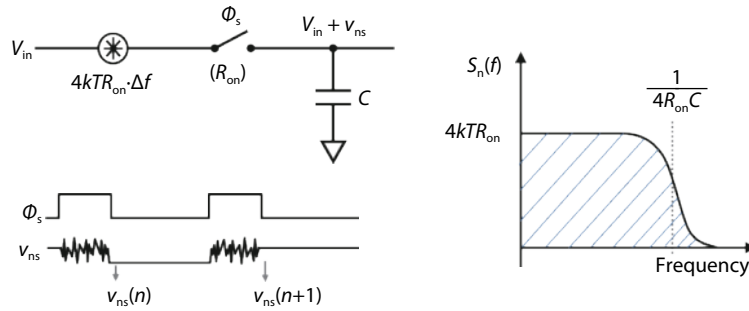 Φs
Vin
Vin + vns
4kTRon·Δf
(Ron)
C
Φs
vns
vns(n)
vns(n+1)
Sn(f)
1
4RonC
4kTRon
Frequency